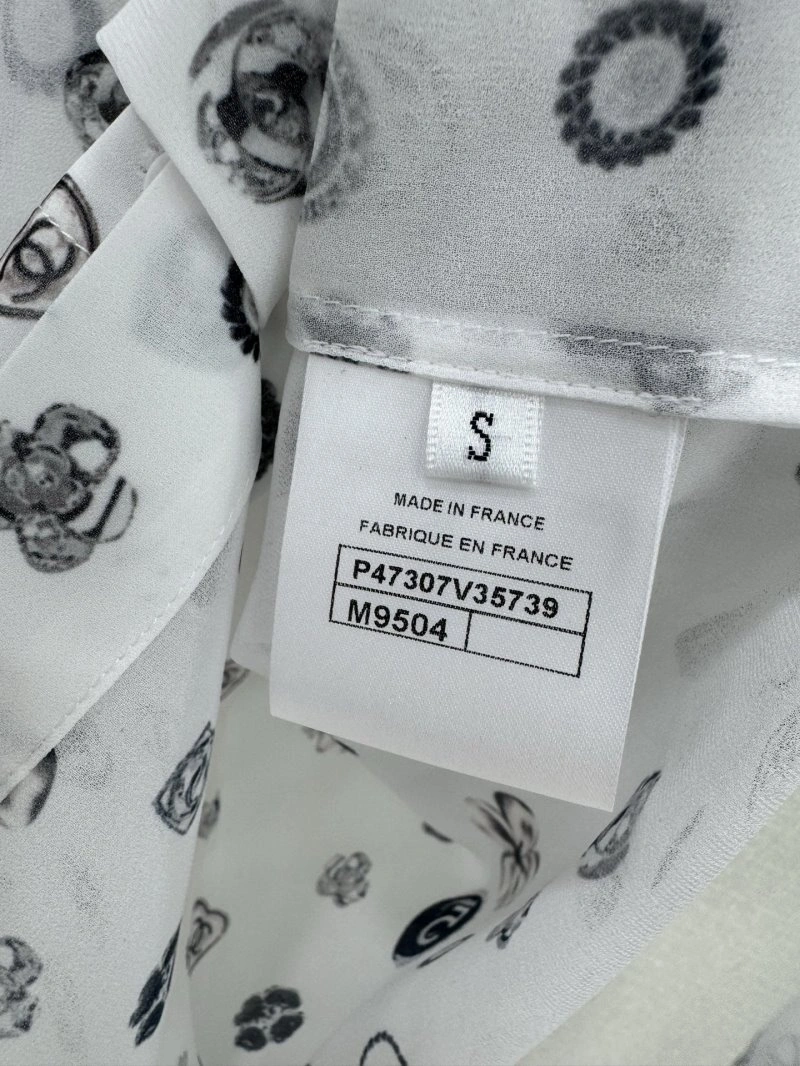 S
MADE IN FRANCE
FABRIQUE EN FRANCE
P47307V35739
M9504